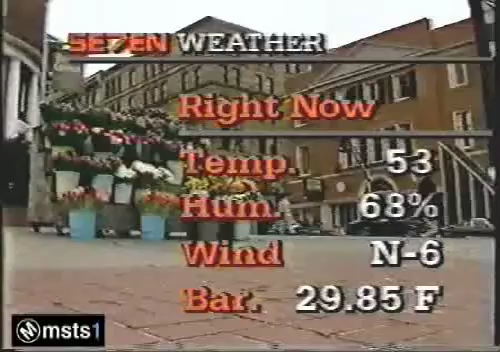 SE7EN WEATHER
Right Now
Temp. 53
Hum. 68%
Wind N-6
Bar. 29.85 F
msts1